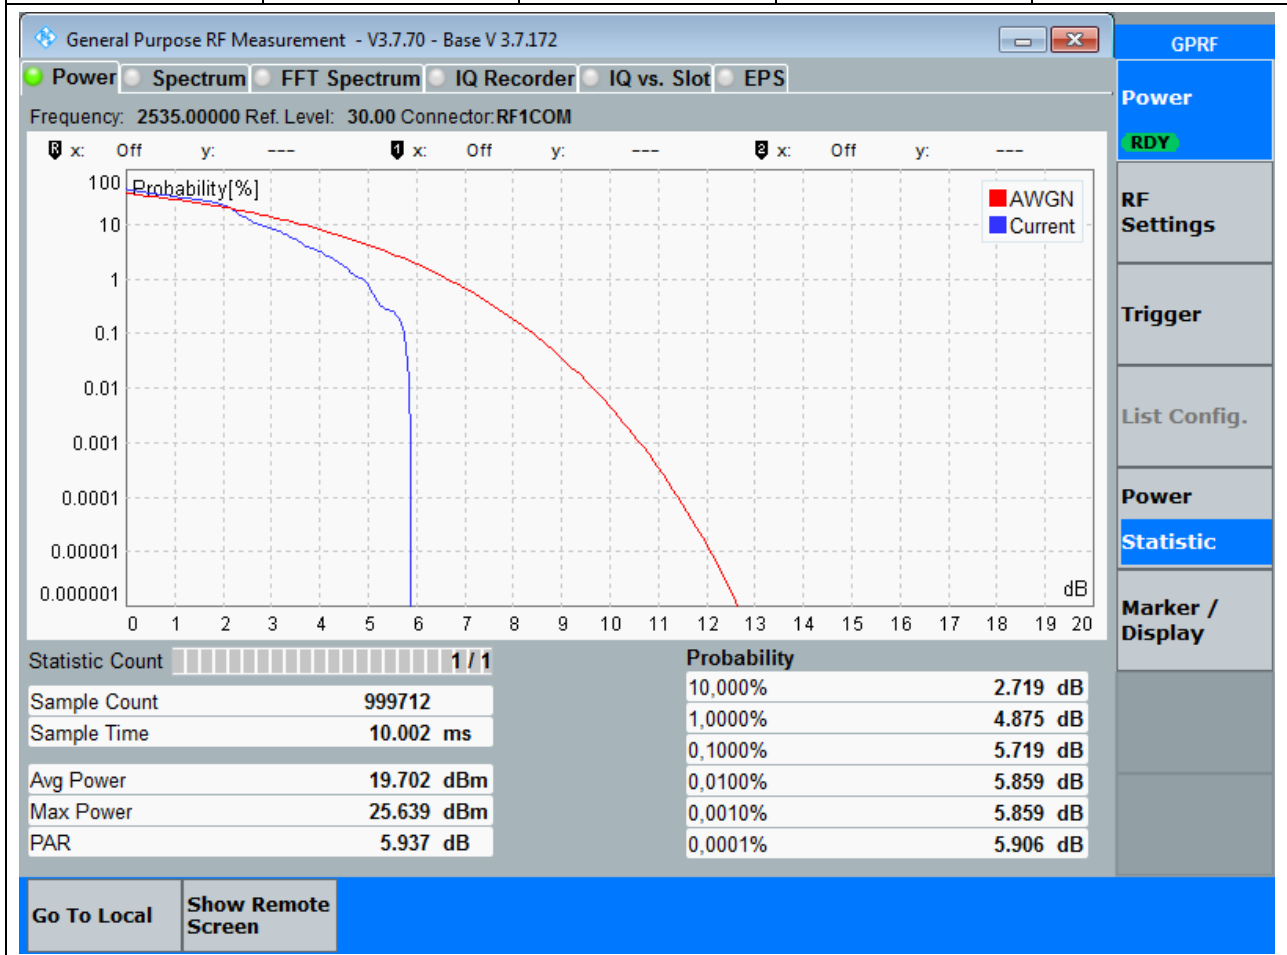 General Purpose RF Measurement - V3.7.70 - Base V 3.7.172
GPRF
Power Spectrum FFT Spectrum IQ Recorder IQ vs. Slot EPS
Frequency: 2535.00000 Ref. Level: 30.00 Connector: RF1COM
R x: Off y: --- 1 x: Off y: --- 2 x: Off y: ---
Probability[%]
100
10
1
0.1
0.01
0.001
0.0001
0.00001
0.000001
AWGN
Current
dB
0 1 2 3 4 5 6 7 8 9 10 11 12 13 14 15 16 17 18 19 20
Statistic Count 1 / 1
Sample Count 999712
Sample Time 10.002 ms
Avg Power 19.702 dBm
Max Power 25.639 dBm
PAR 5.937 dB
Probability
10,000% 2.719 dB
1,0000% 4.875 dB
0,1000% 5.719 dB
0,0100% 5.859 dB
0,0010% 5.859 dB
0,0001% 5.906 dB
Power
RDY
RF
Settings
Trigger
List Config.
Power
Statistic
Marker /
Display
Go To Local
Show Remote
Screen